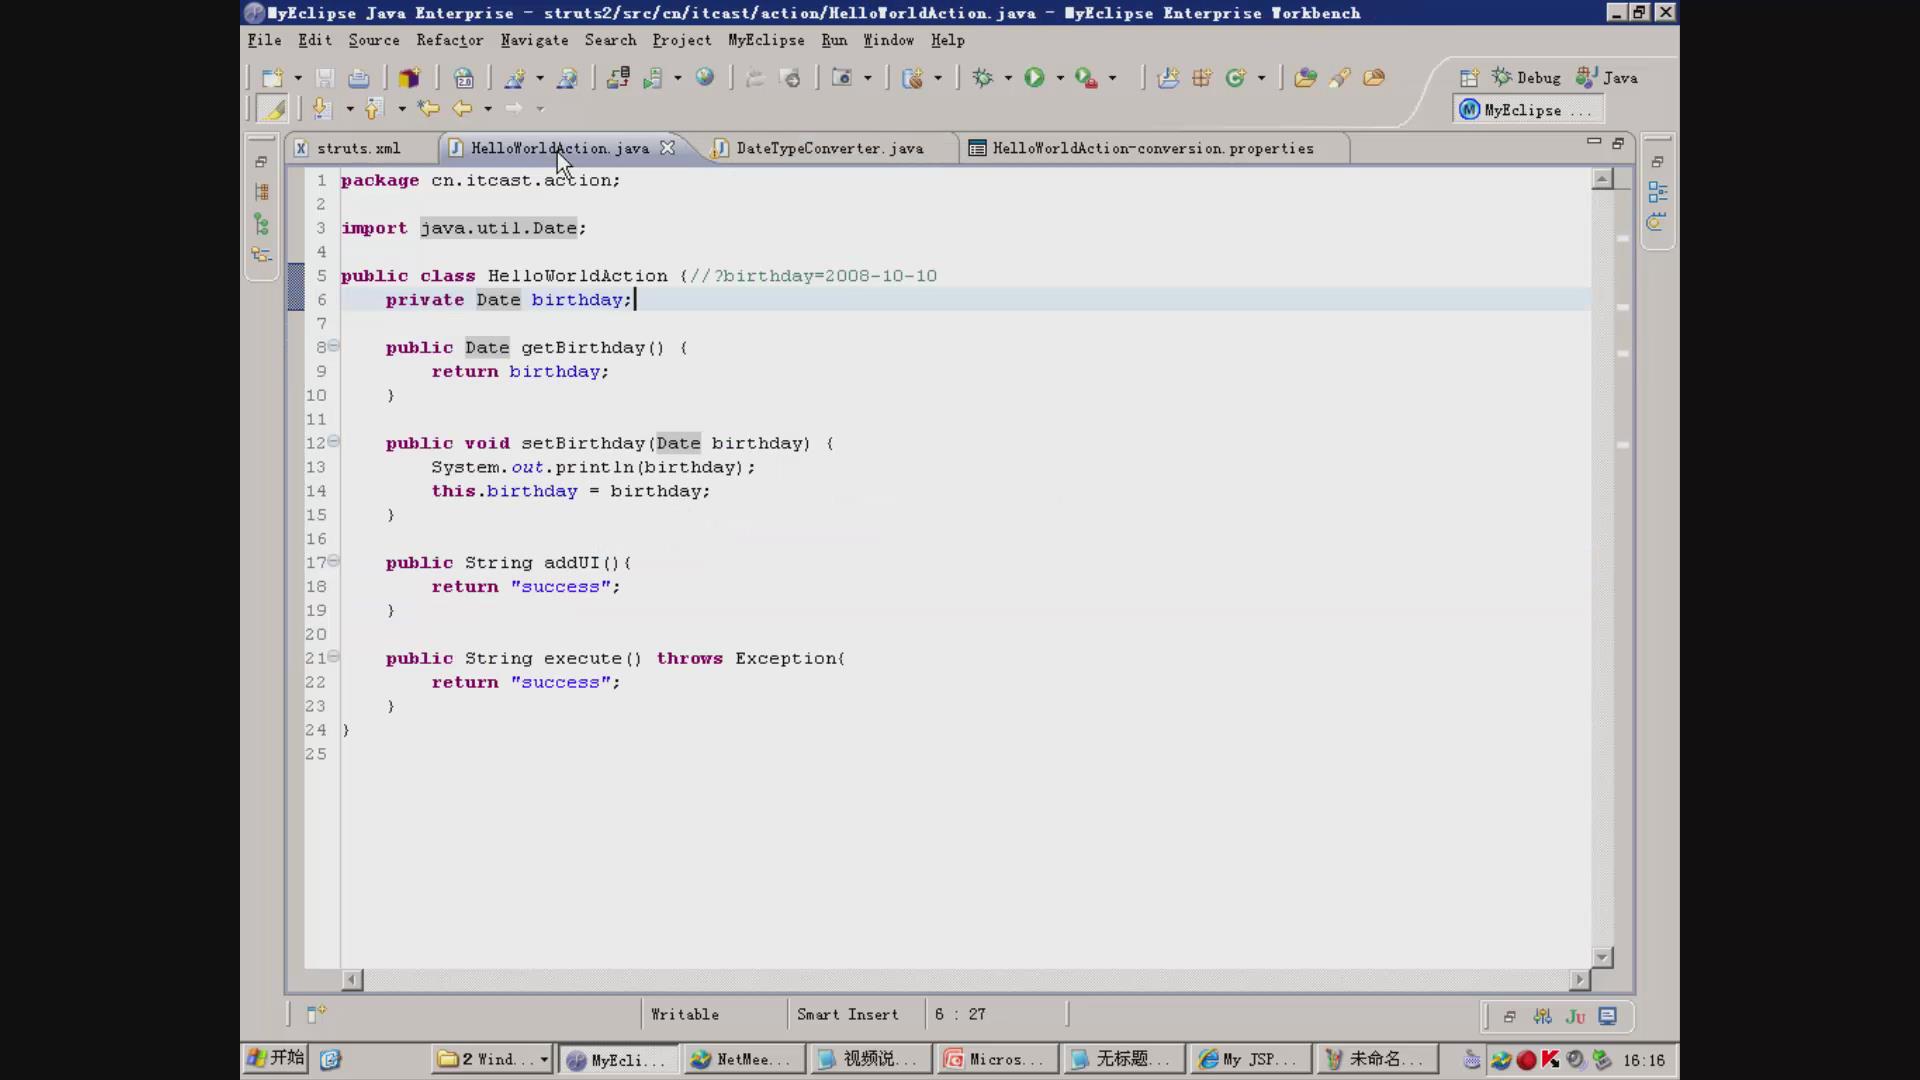 MyEclipse Java Enterprise - struts2/src/cn/itcast/action/HelloWorldAction.java - MyEclipse Enterprise Workbench
File Edit Source Refactor Navigate Search Project MyEclipse Run Window Help
Debug Java
MyEclipse ...
struts.xml HelloWorldAction.java DateTypeConverter.java HelloWorldAction-conversion.properties
1 package cn.itcast.action;
2
3 import java.util.Date;
4
5 public class HelloWorldAction {//?birthday=2008-10-10
6 private Date birthday;
7
8 public Date getBirthday() {
9 return birthday;
10 }
11
12 public void setBirthday(Date birthday) {
13 System.out.println(birthday);
14 this.birthday = birthday;
15 }
16
17 public String addUI(){
18 return "success";
19 }
20
21 public String execute() throws Exception{
22 return "success";
23 }
24 }
25
Writable Smart Insert 6 : 27
Ju
开始 2 Wind... MyEcli... NetMee... 视频说... Micros... 无标题... My JSP... 未命名... 16:16